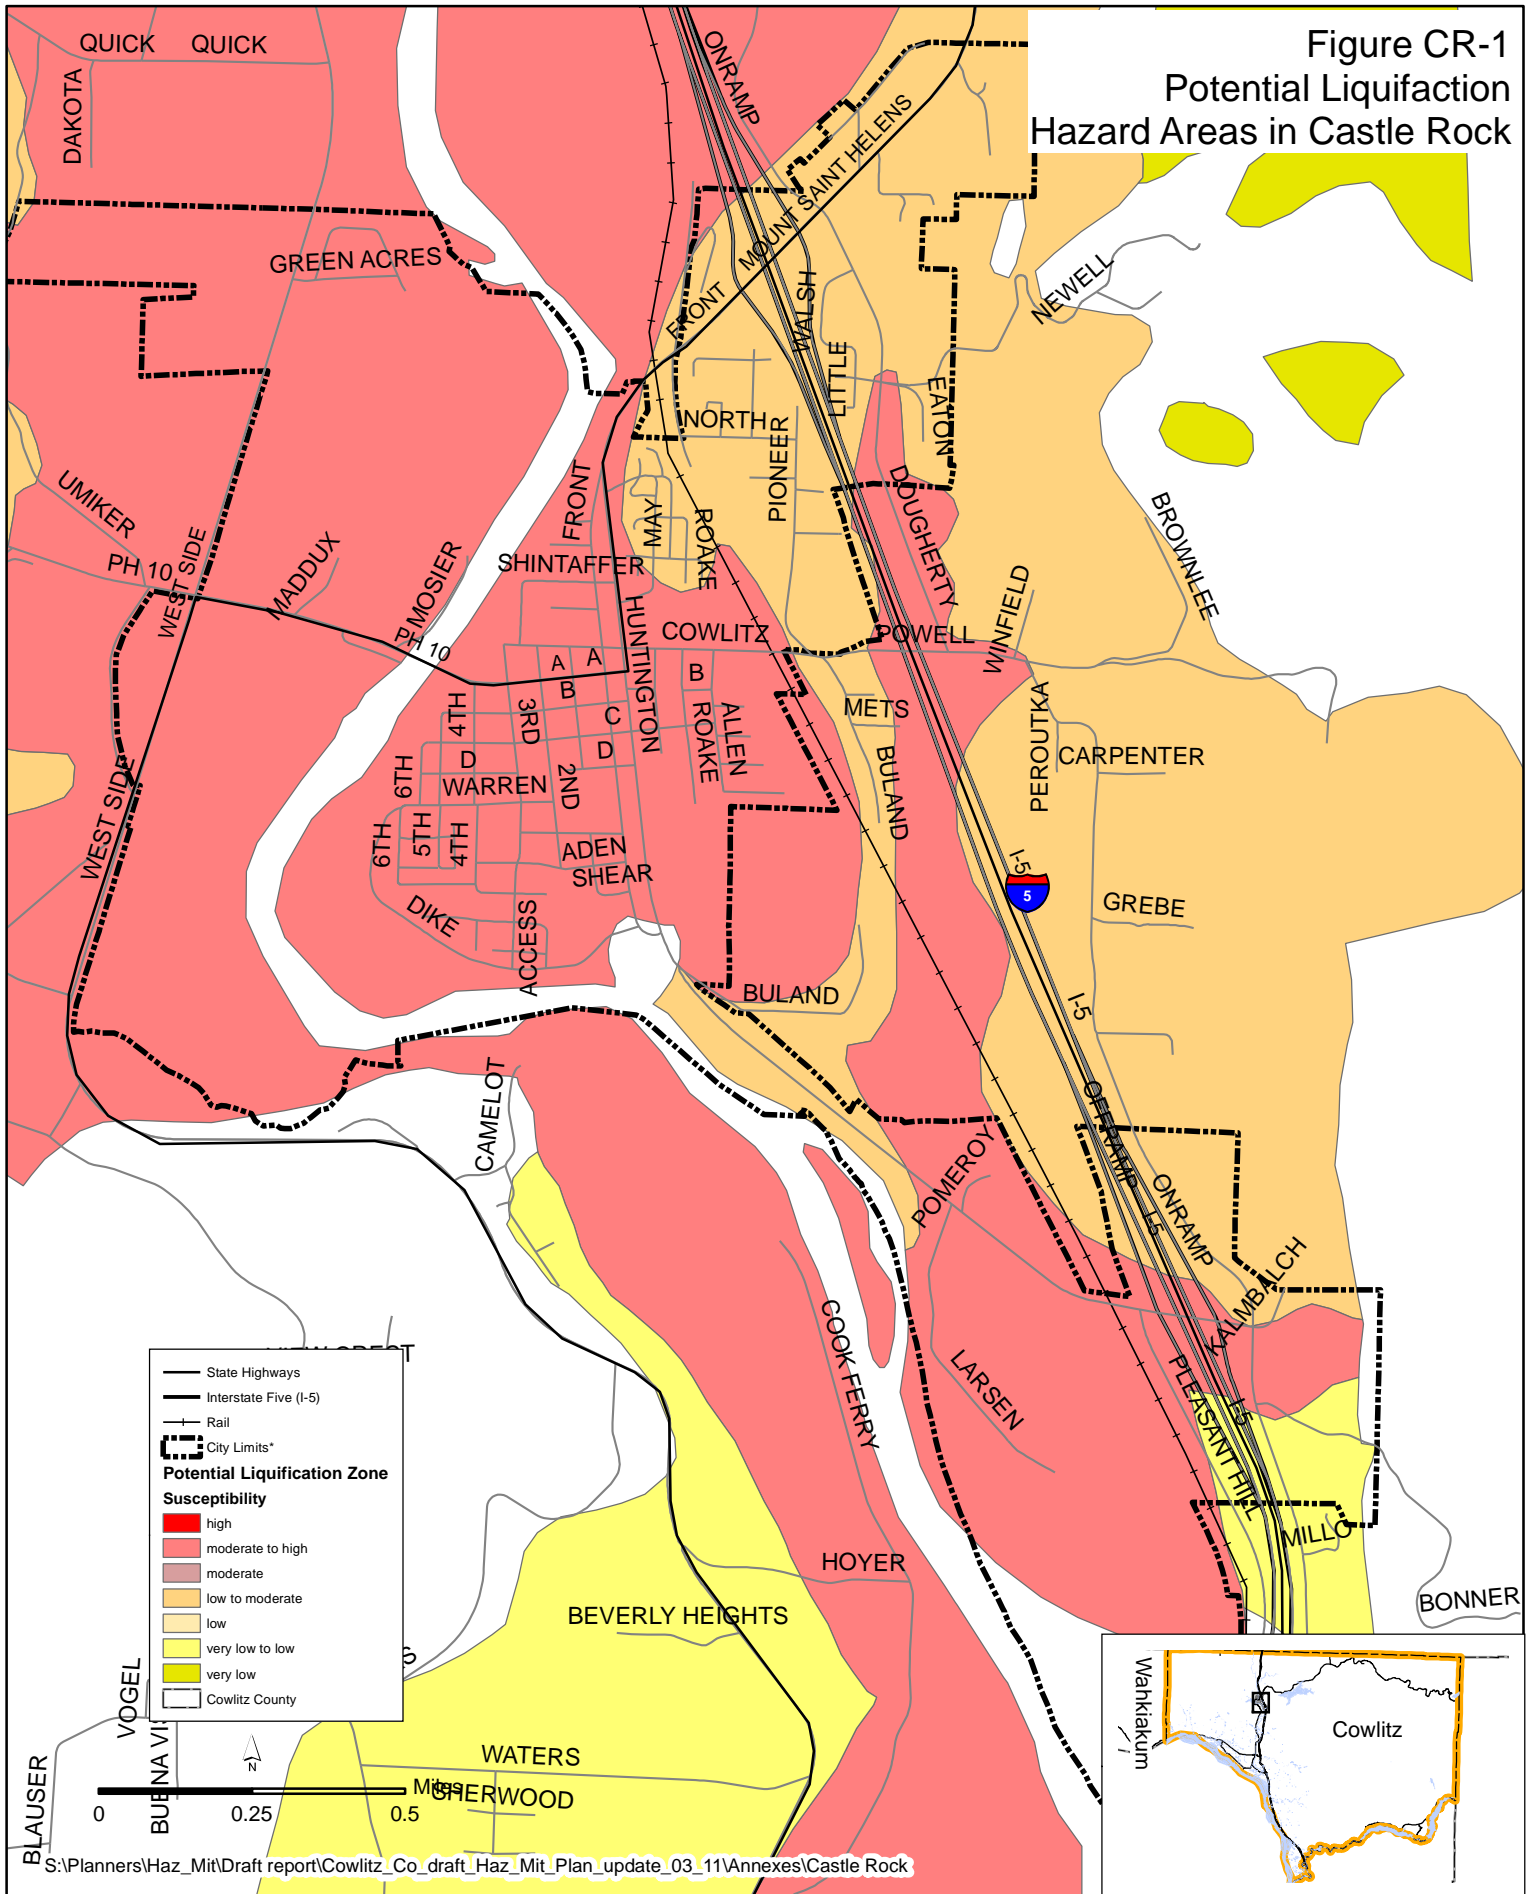 Figure CR-1
Potential Liquifaction
Hazard Areas in Castle Rock
QUICK
QUICK
DAKOTA
ONRAMP
MOUNT SAINT HELENS
GREEN ACRES
FRONT
WALSH
LITTLE
NEWELL
EATON
NORTH
PIONEER
UMIKER
FRONT
MAY
ROAKE
DOUGHERTY
BROWNLEE
PH 10
WEST SIDE
MADDUX
MOSIER
SHINTAFFER
PH 10
HUNTINGTON
COWLITZ
POWELL
WINFIELD
A
A
B
B
C
D
D
4TH
3RD
2ND
ROAKE
ALLEN
METS
BULAND
PEROUTKA
CARPENTER
WEST SIDE
6TH
WARREN
6TH
5TH
4TH
ADEN
SHEAR
DIKE
ACCESS
I-5
5
GREBE
BULAND
I-5
CAMELOT
OFFRAMP
POMEROY
ONRAMP
I-5
KALMBALCH
COOK FERRY
LARSEN
PLEASANT HILL
I-5
MILLO
HOYER
BEVERLY HEIGHTS
BONNER
State Highways
Interstate Five (I-5)
Rail
City Limits*
Potential Liquification Zone
Susceptibility
high
moderate to high
moderate
low to moderate
low
very low to low
very low
Cowlitz County
VOGEL
BLAUSER
WATERS
SHERWOOD
N
Miles
0
0.25
0.5
Wahkiakum
Cowlitz
S:\Planners\Haz_Mit\Draft report\Cowlitz_Co_draft_Haz_Mit_Plan_update_03_11\Annexes\Castle Rock